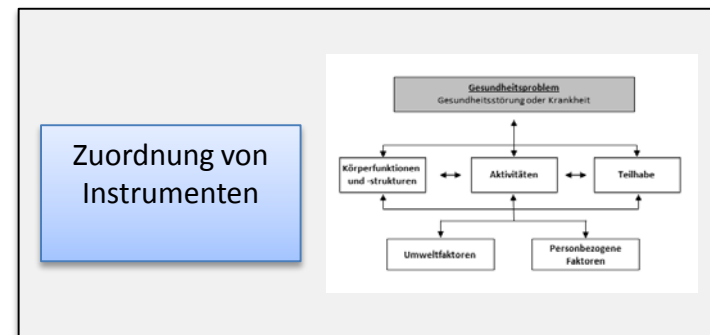 Zuordnung von
Instrumenten
Gesundheitsproblem
Gesundheitsstörung oder Krankheit
Körperfunktionen
und -strukturen
Aktivitäten
Teilhabe
Umweltfaktoren
Personbezogene
Faktoren